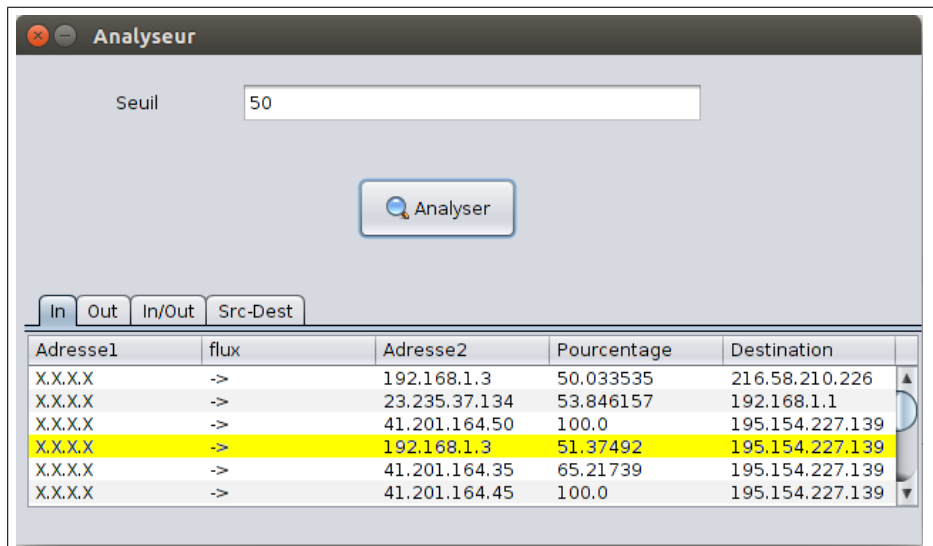 Analyseur
Seuil 50
Analyser
In Out In/Out Src-Dest
Adresse1 flux Adresse2 Pourcentage Destination
X.X.X.X -> 192.168.1.3 50.033535 216.58.210.226
X.X.X.X -> 23.235.37.134 53.846157 192.168.1.1
X.X.X.X -> 41.201.164.50 100.0 195.154.227.139
X.X.X.X -> 192.168.1.3 51.37492 195.154.227.139
X.X.X.X -> 41.201.164.35 65.21739 195.154.227.139
X.X.X.X -> 41.201.164.45 100.0 195.154.227.139